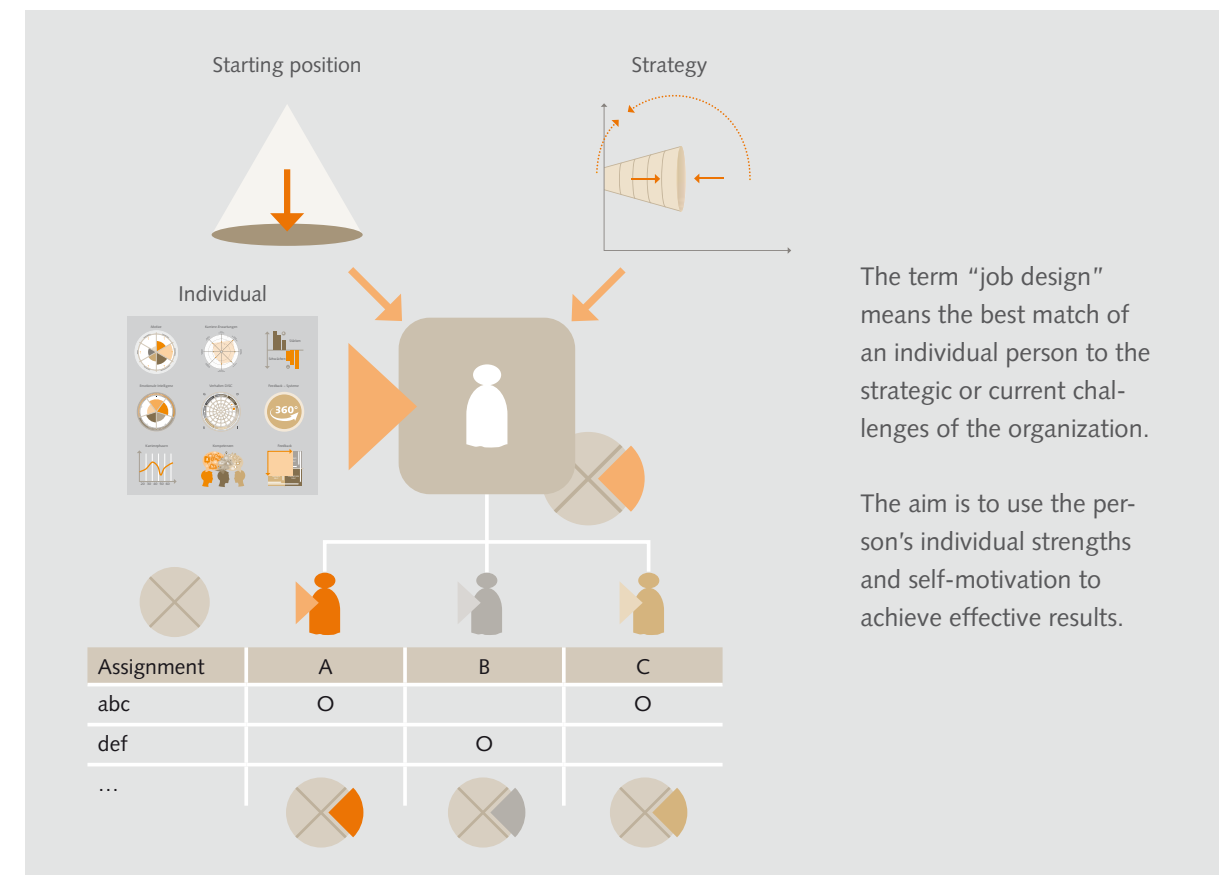 Starting position
Strategy
Individual
360°
The term “job design”
means the best match of
an individual person to the
strategic or current chal-
lenges of the organization.
The aim is to use the per-
son’s individual strengths
and self-motivation to
achieve effective results.
Assignment A B C
abc O O
def O
…